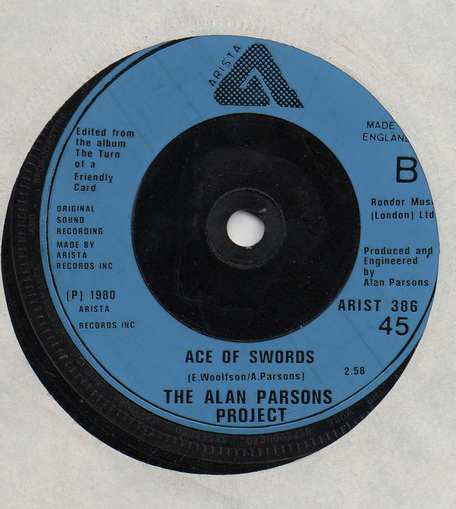 ARISTA
Edited from
the album
The Turn
of a
Friendly
Card
ORIGINAL
SOUND
RECORDING
MADE BY
ARISTA
RECORDS INC
(P) 1980
ARISTA
RECORDS INC
MADE
ENGLAN
B
Rondor Mus
(London) Ltd
Produced and
Engineered
by
Alan Parsons
ARIST 386
45
ACE OF SWORDS
(E.Woolfson/A.Parsons)
2.58
THE ALAN PARSONS
PROJECT